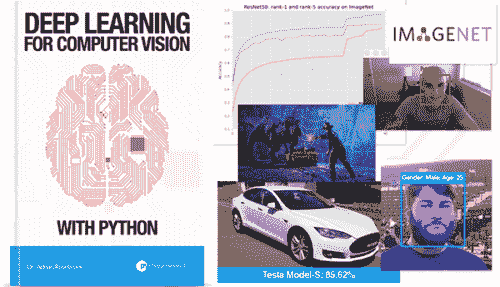 DEEP LEARNING
FOR COMPUTER VISION
WITH PYTHON
ResNet50: rank-1 and rank-5 accuracy on ImageNet
IMAGENET
Gender: Male, Age: 25
Tesla Model-S: 85.62%